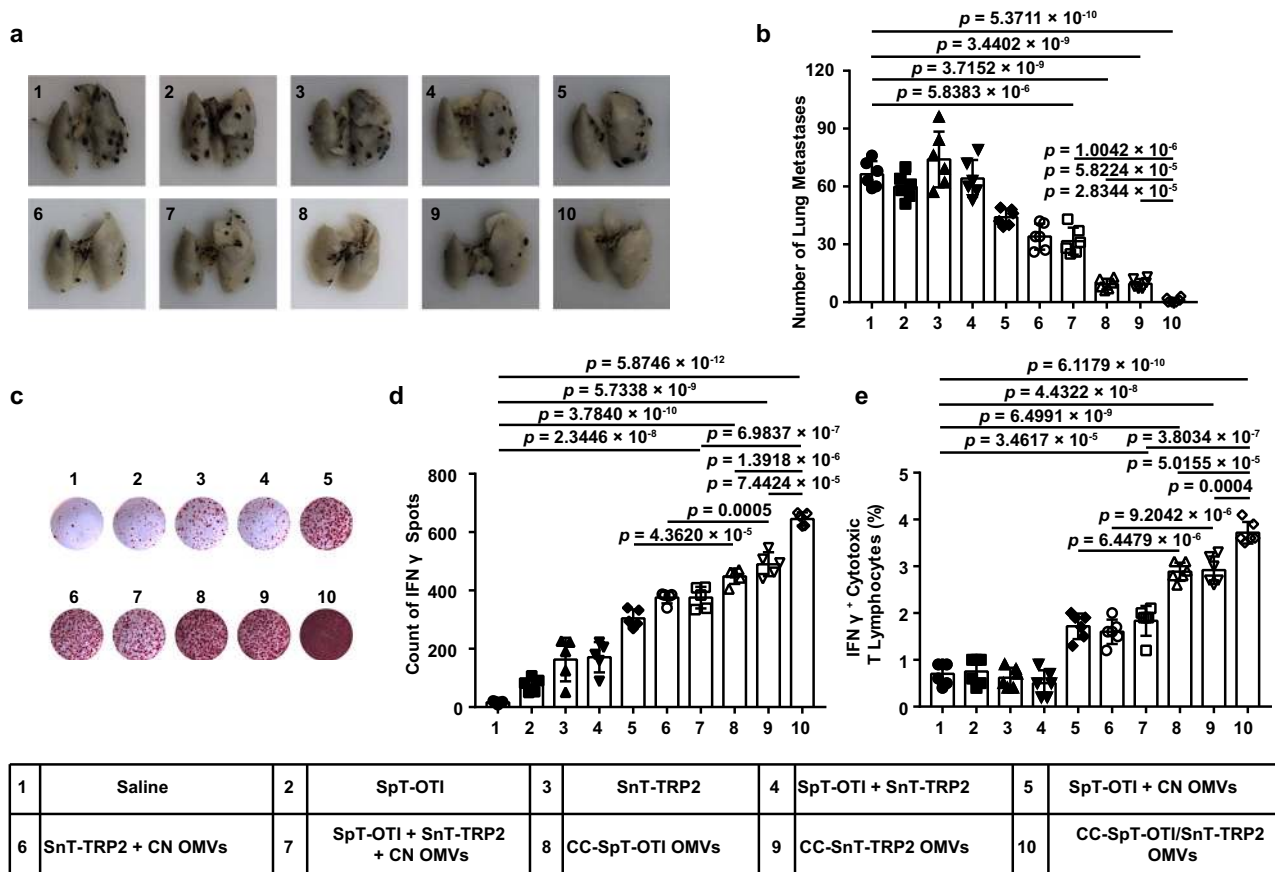 a
1
2
3
4
5
6
7
8
9
10
b
p = 5.3711 × 10-10
p = 3.4402 × 10-9
p = 3.7152 × 10-9
p = 5.8383 × 10-6
p = 1.0042 × 10-6
p = 5.8224 × 10-5
p = 2.8344 × 10-5
Number of Lung Metastases
120
90
60
30
0
1 2 3 4 5 6 7 8 9 10
c
1 2 3 4 5
6 7 8 9 10
d
p = 5.8746 × 10-12
p = 5.7338 × 10-9
p = 3.7840 × 10-10
p = 2.3446 × 10-8
p = 6.9837 × 10-7
p = 1.3918 × 10-6
p = 7.4424 × 10-5
p = 0.0005
p = 4.3620 × 10-5
Count of IFN γ Spots
800
600
400
200
0
1 2 3 4 5 6 7 8 9 10
e
p = 6.1179 × 10-10
p = 4.4322 × 10-8
p = 6.4991 × 10-9
p = 3.4617 × 10-5
p = 3.8034 × 10-7
p = 5.0155 × 10-5
p = 0.0004
p = 9.2042 × 10-6
p = 6.4479 × 10-6
IFN γ + Cytotoxic
T Lymphocytes (%)
5
4
3
2
1
0
1 2 3 4 5 6 7 8 9 10
1 Saline 2 SpT-OTI 3 SnT-TRP2 4 SpT-OTI + SnT-TRP2 5 SpT-OTI + CN OMVs
6 SnT-TRP2 + CN OMVs 7 SpT-OTI + SnT-TRP2
+ CN OMVs 8 CC-SpT-OTI OMVs 9 CC-SnT-TRP2 OMVs 10 CC-SpT-OTI/SnT-TRP2
OMVs